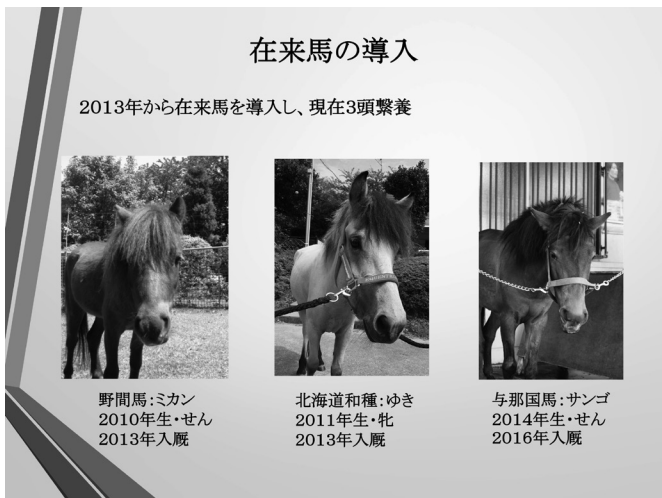 在来馬の導入
2013年から在来馬を導入し、現在3頭繋養
野間馬:ミカン
2010年生・せん
2013年入厩
北海道和種:ゆき
2011年生・牝
2013年入厩
与那国馬:サンゴ
2014年生・せん
2016年入厩